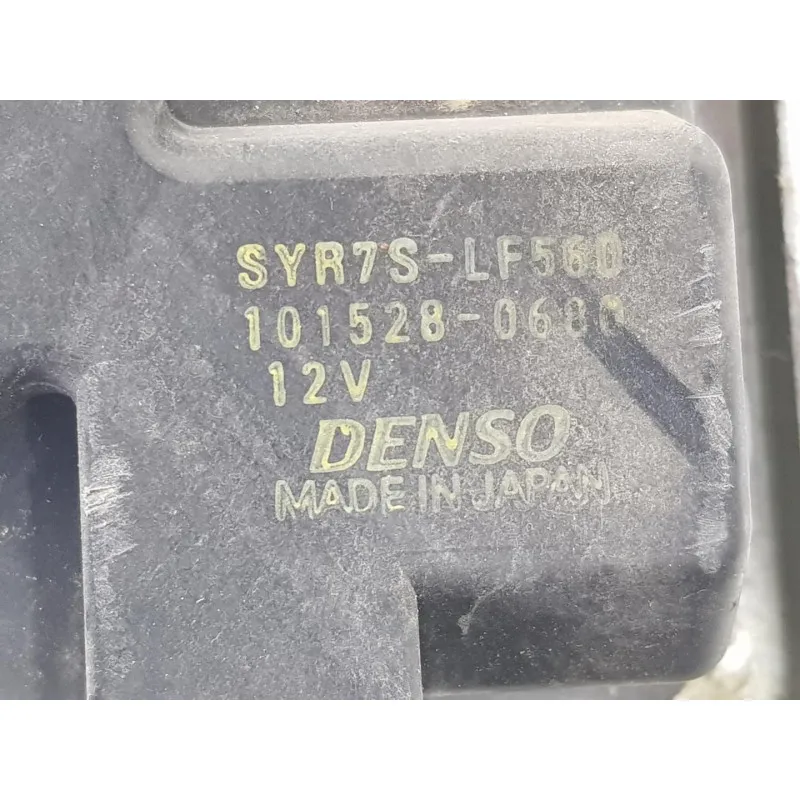 SYR7S-LF560
101528-0680
12V
DENSO
MADE IN JAPAN